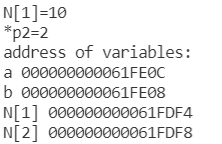 N[1]=10
*p2=2
address of variables:
a 000000000061FE0C
b 000000000061FE08
N[1] 000000000061FDF4
N[2] 000000000061FDF8